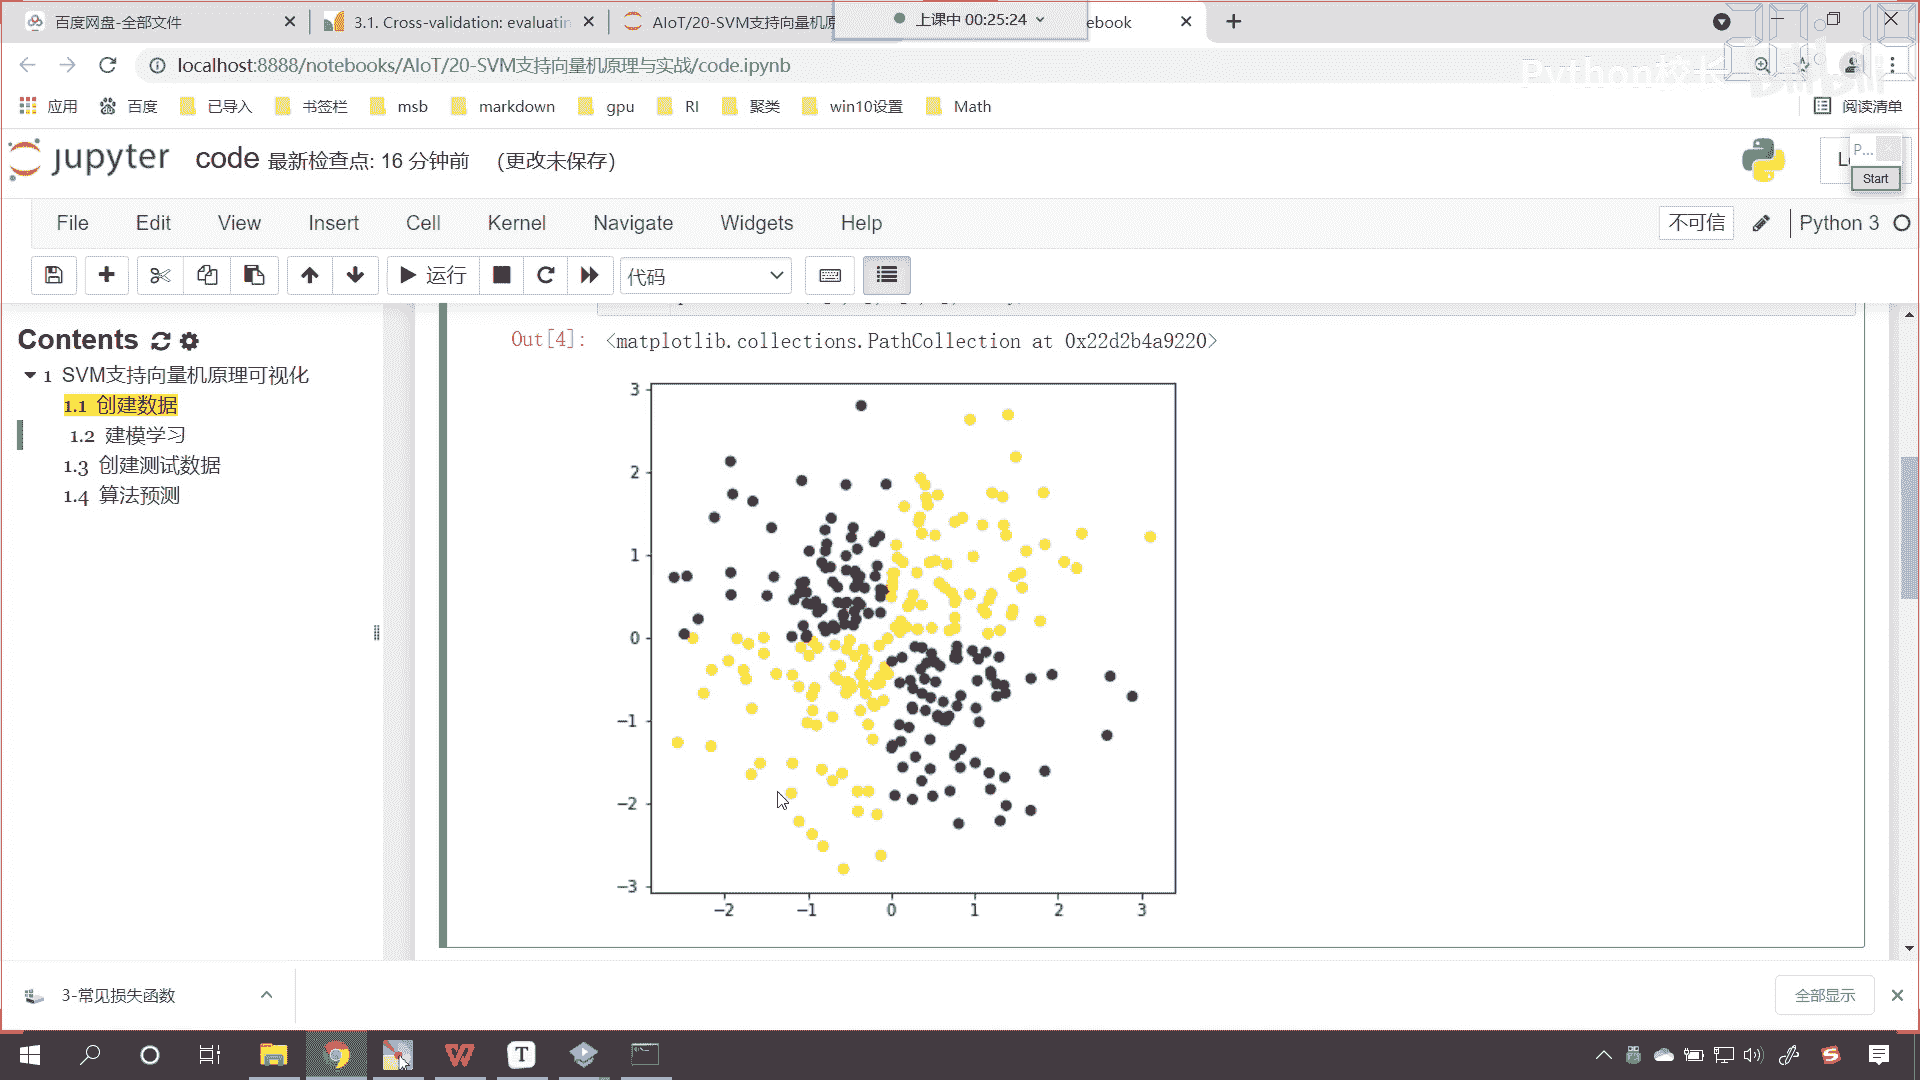 百度网盘-全部文件
3.1. Cross-validation: evaluatin
AIoT/20-SVM支持向量机原
上课中 00:25:24
ebook
localhost:8888/notebooks/AIoT/20-SVM支持向量机原理与实战/code.ipynb
Python校长
bilibili
应用
百度
已导入
书签栏
msb
markdown
gpu
RI
聚类
win10设置
Math
阅读清单
jupyter
code 最新检查点: 16 分钟前 (更改未保存)
P...
Start
File Edit View Insert Cell Kernel Navigate Widgets Help
不可信
Python 3
运行
代码
Contents
1 SVM支持向量机原理可视化
1.1 创建数据
1.2 建模学习
1.3 创建测试数据
1.4 算法预测
Out[4]: <matplotlib.collections.PathCollection at 0x22d2b4a9220>
3
2
1
0
−1
−2
−3
−2 −1 0 1 2 3
3-常见损失函数
全部显示